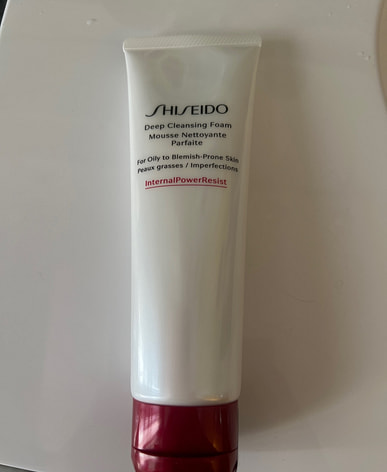 SHISEIDO
Deep Cleansing Foam
Mousse Nettoyante
Parfaite
For Oily to Blemish-Prone Skin
Peaux grasses / Imperfections
InternalPowerResist